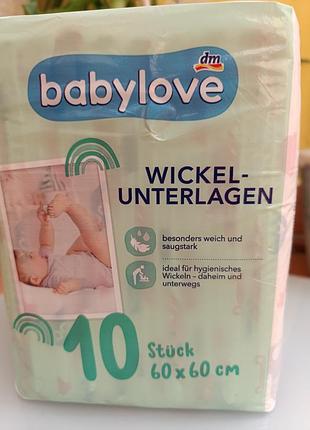 dm
babylove
WICKEL-
UNTERLAGEN
besonders weich und
saugstark
ideal für hygienisches
Wickeln – daheim und
unterwegs
10 Stück
60 x 60 cm